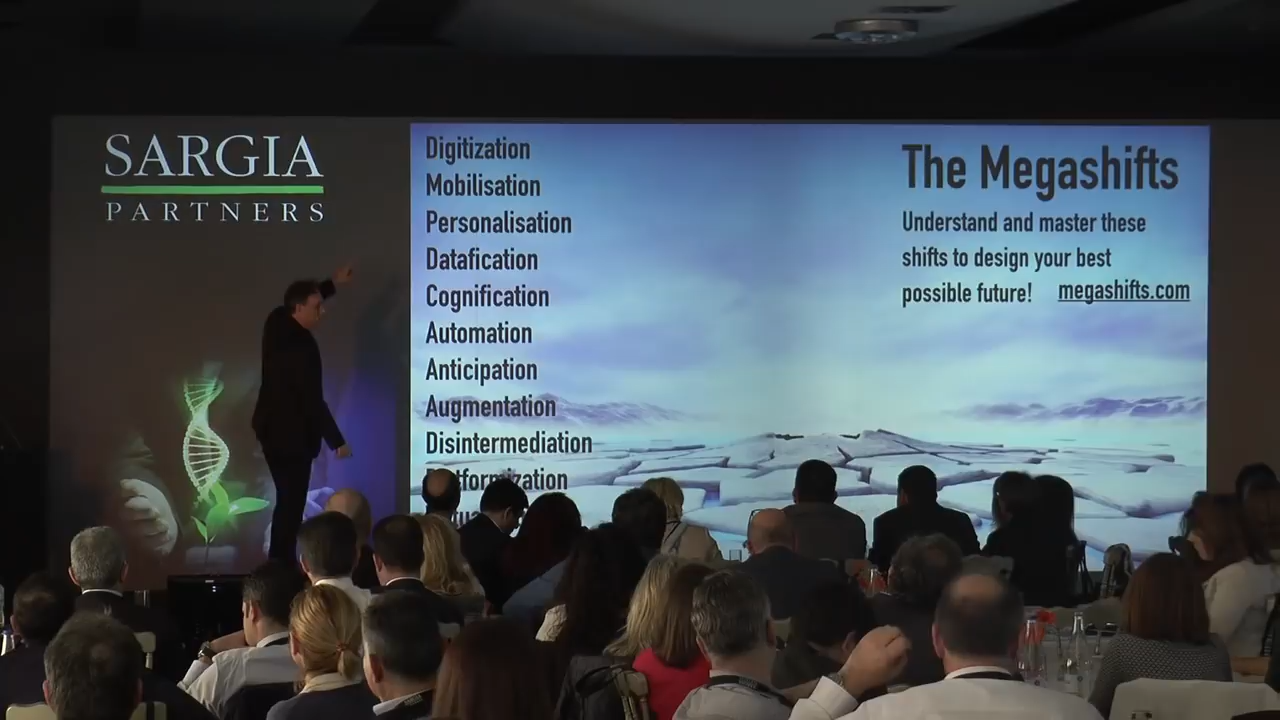 SARGIA
PARTNERS
Digitization
Mobilisation
Personalisation
Datafication
Cognification
Automation
Anticipation
Augmentation
Disintermediation
The Megashifts
Understand and master these
shifts to design your best
possible future! megashifts.com